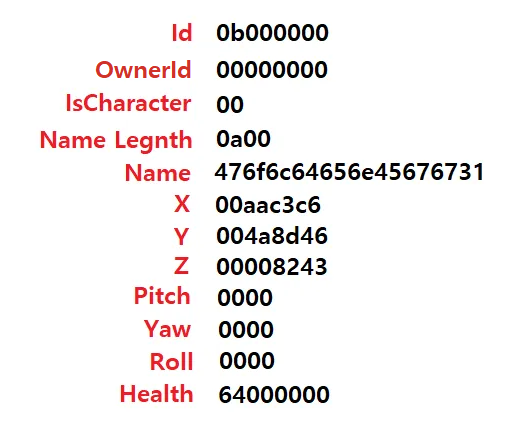 Id 0b000000
OwnerId 00000000
IsCharacter 00
Name Legnth 0a00
Name 476f6c64656e45676731
X 00aac3c6
Y 004a8d46
Z 00008243
Pitch 0000
Yaw 0000
Roll 0000
Health 64000000